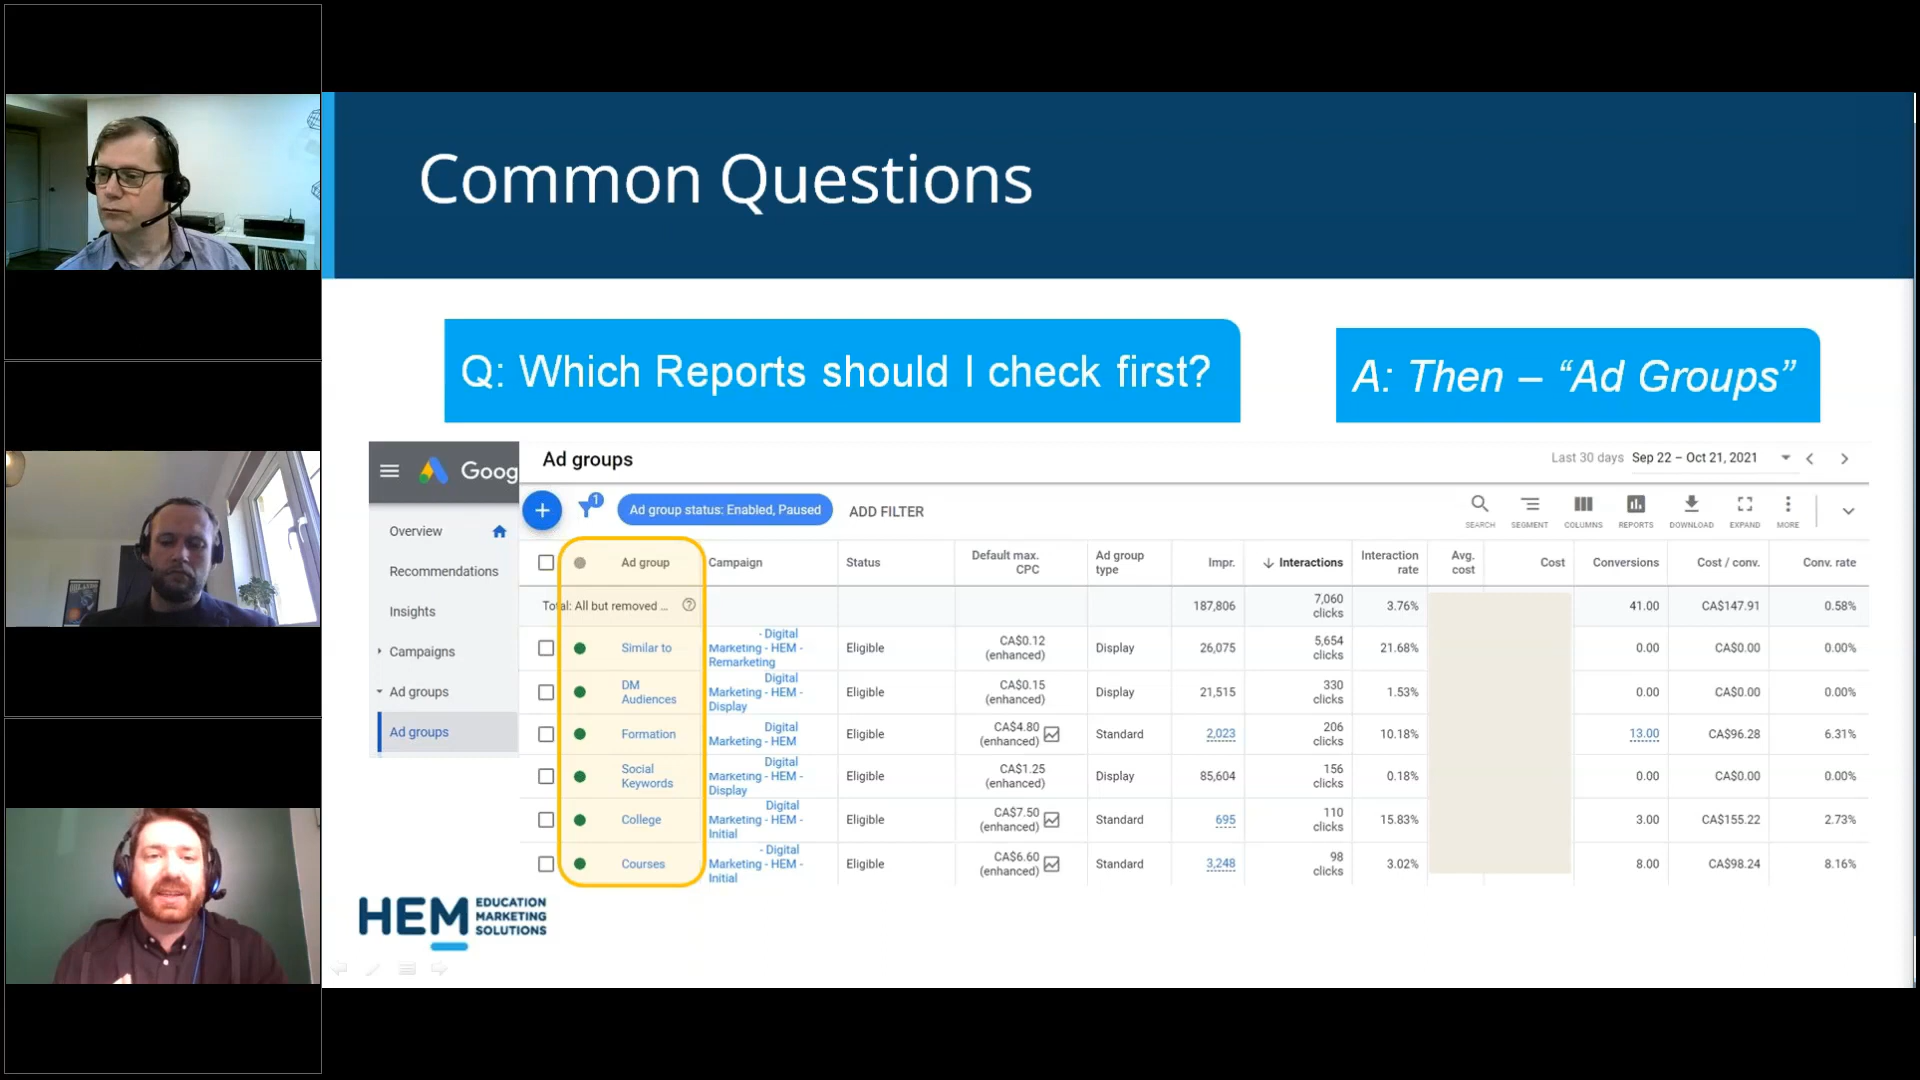 Common Questions
Q: Which Reports should I check first?
A: Then – “Ad Groups”
Goog
Overview
Recommendations
Insights
Campaigns
Ad groups
Ad groups
Ad groups
Last 30 days Sep 22 – Oct 21, 2021
1
Ad group status: Enabled, Paused
ADD FILTER
SEARCH SEGMENT COLUMNS REPORTS DOWNLOAD EXPAND MORE
Ad group Campaign Status Default max. CPC Ad group type Impr. Interactions Interaction rate Avg. cost Cost Conversions Cost / conv. Conv. rate
Total: All but removed ... 187,806 7,060 clicks 3.76% 41.00 CA$147.91 0.58%
Similar to - Digital Marketing - HEM - Remarketing Eligible CA$0.12 (enhanced) Display 26,075 5,654 clicks 21.68% 0.00 CA$0.00 0.00%
DM Audiences Digital Marketing - HEM - Display Eligible CA$0.15 (enhanced) Display 21,515 330 clicks 1.53% 0.00 CA$0.00 0.00%
Formation Digital Marketing - HEM Eligible CA$4.80 (enhanced) Standard 2,023 206 clicks 10.18% 13.00 CA$96.28 6.31%
Social Keywords Digital Marketing - HEM - Display Eligible CA$1.25 (enhanced) Display 85,604 156 clicks 0.18% 0.00 CA$0.00 0.00%
College Digital Marketing - HEM - Initial Eligible CA$7.50 (enhanced) Standard 695 110 clicks 15.83% 3.00 CA$155.22 2.73%
Courses - Digital Marketing - HEM - Initial Eligible CA$6.60 (enhanced) Standard 3,248 98 clicks 3.02% 8.00 CA$98.24 8.16%
HEM EDUCATION
MARKETING
SOLUTIONS